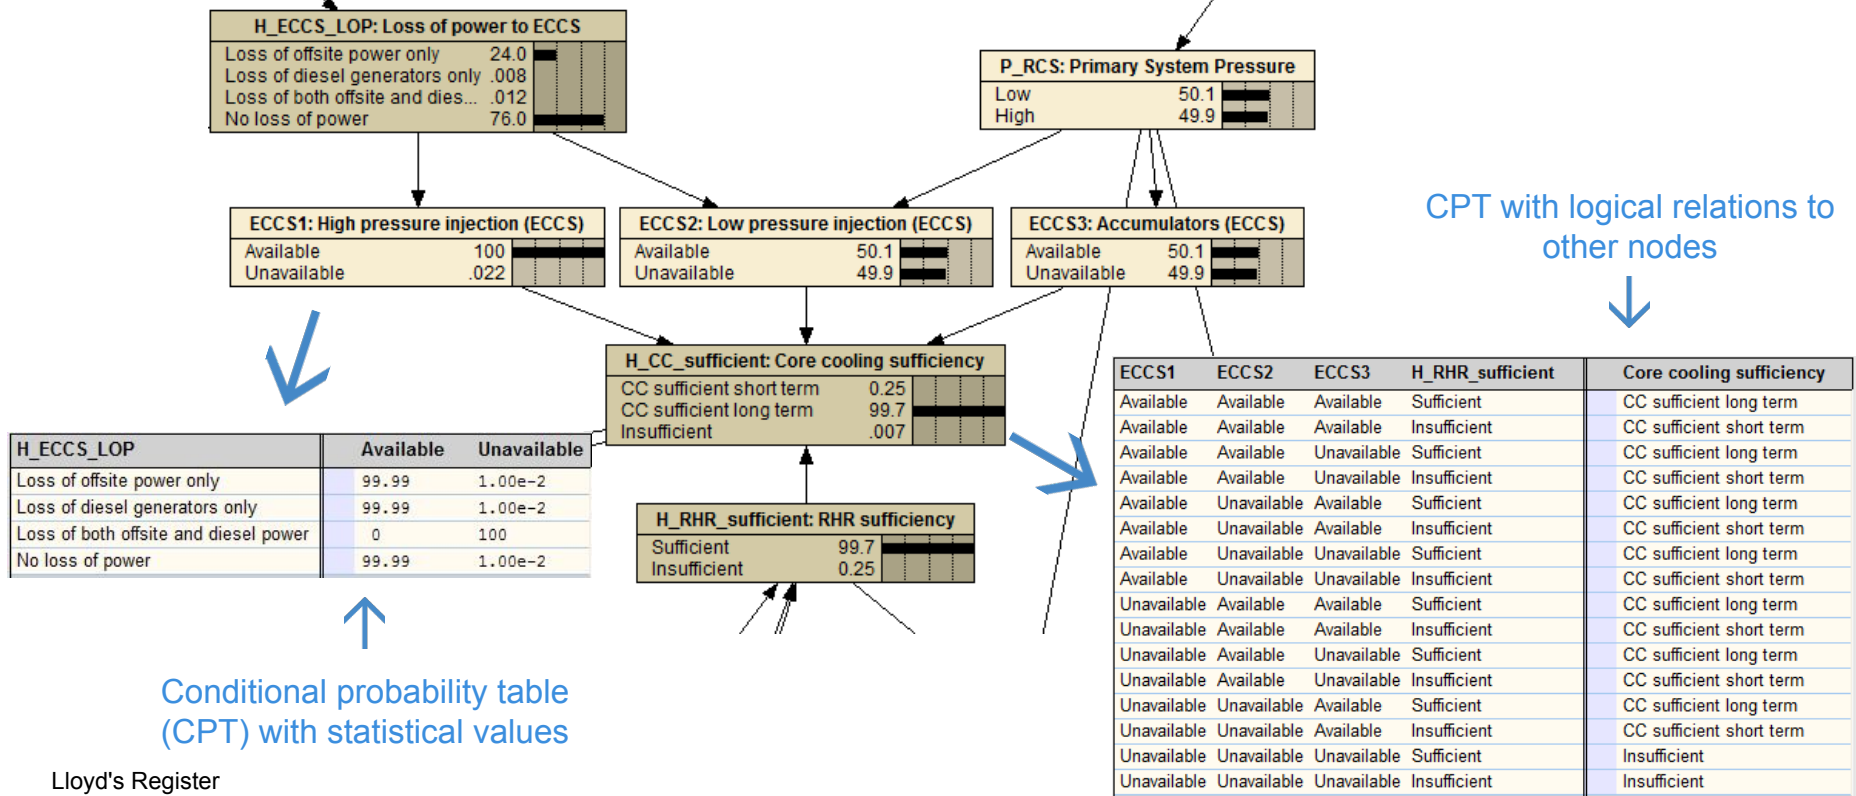 H_ECCS_LOP: Loss of power to ECCS
Loss of offsite power only 24.0
Loss of diesel generators only .008
Loss of both offsite and dies... .012
No loss of power 76.0
P_RCS: Primary System Pressure
Low 50.1
High 49.9
ECCS1: High pressure injection (ECCS)
Available 100
Unavailable .022
ECCS2: Low pressure injection (ECCS)
Available 50.1
Unavailable 49.9
ECCS3: Accumulators (ECCS)
Available 50.1
Unavailable 49.9
CPT with logical relations to
other nodes
H_CC_sufficient: Core cooling sufficiency
CC sufficient short term 0.25
CC sufficient long term 99.7
Insufficient .007
H_RHR_sufficient: RHR sufficiency
Sufficient 99.7
Insufficient 0.25
H_ECCS_LOP Available Unavailable
Loss of offsite power only 99.99 1.00e-2
Loss of diesel generators only 99.99 1.00e-2
Loss of both offsite and diesel power 0 100
No loss of power 99.99 1.00e-2
Conditional probability table
(CPT) with statistical values
Lloyd's Register
ECCS1 ECCS2 ECCS3 H_RHR_sufficient Core cooling sufficiency
Available Available Available Sufficient CC sufficient long term
Available Available Available Insufficient CC sufficient short term
Available Available Unavailable Sufficient CC sufficient long term
Available Available Unavailable Insufficient CC sufficient short term
Available Unavailable Available Sufficient CC sufficient long term
Available Unavailable Available Insufficient CC sufficient short term
Available Unavailable Unavailable Sufficient CC sufficient long term
Available Unavailable Unavailable Insufficient CC sufficient short term
Unavailable Available Available Sufficient CC sufficient long term
Unavailable Available Available Insufficient CC sufficient short term
Unavailable Available Unavailable Sufficient CC sufficient long term
Unavailable Available Unavailable Insufficient CC sufficient short term
Unavailable Unavailable Available Sufficient CC sufficient long term
Unavailable Unavailable Available Insufficient CC sufficient short term
Unavailable Unavailable Unavailable Sufficient Insufficient
Unavailable Unavailable Unavailable Insufficient Insufficient